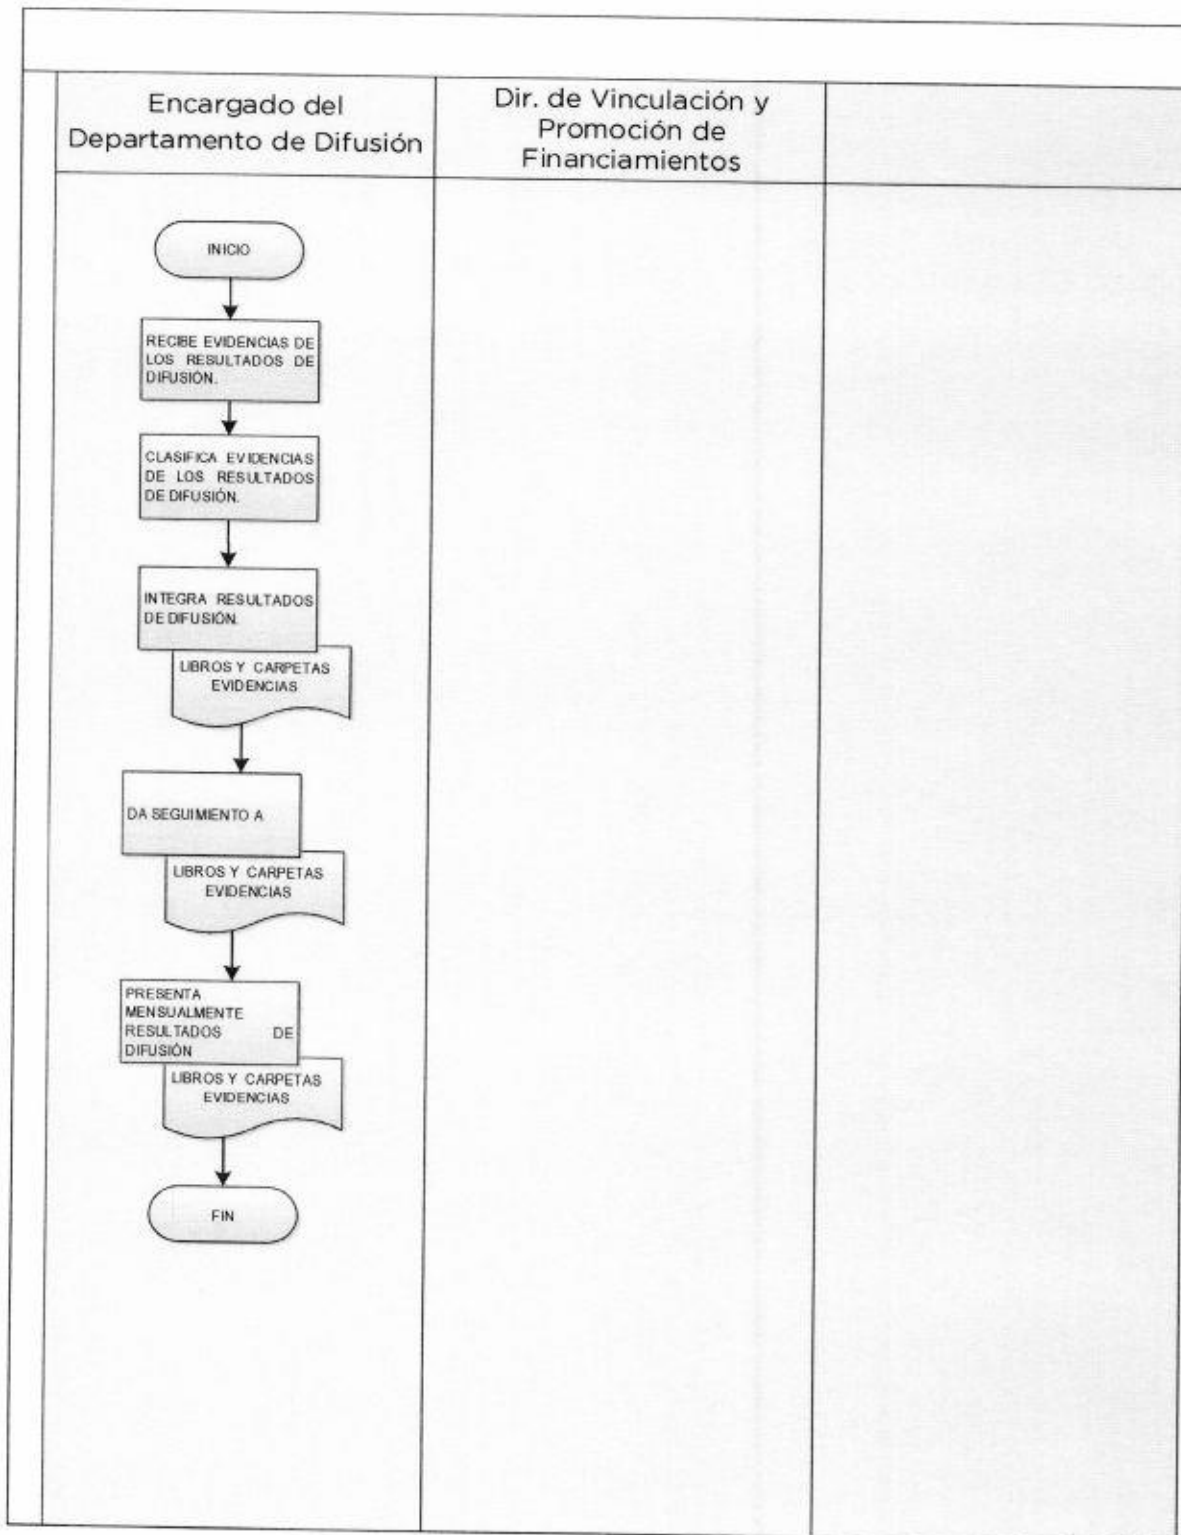 Encargado del
Departamento de Difusión
Dir. de Vinculación y
Promoción de
Financiamientos
INICIO
RECIBE EVIDENCIAS DE
LOS RESULTADOS DE
DIFUSIÓN.
CLASIFICA EVIDENCIAS
DE LOS RESULTADOS
DE DIFUSIÓN.
INTEGRA RESULTADOS
DE DIFUSIÓN.
LIBROS Y CARPETAS
EVIDENCIAS
DA SEGUIMIENTO A
LIBROS Y CARPETAS
EVIDENCIAS
PRESENTA
MENSUALMENTE
RESULTADOS DE
DIFUSIÓN
LIBROS Y CARPETAS
EVIDENCIAS
FIN